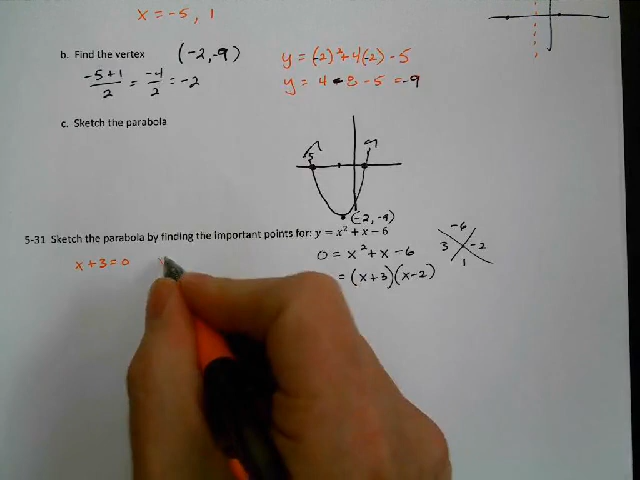 x = -5, 1
b. Find the vertex (-2,-9)
y = (-2)²+4(-2) - 5
-5+1/2 = -4/2 = -2
y = 4 - 8 - 5 = -9
c. Sketch the parabola
(-2, -9)
5-31 Sketch the parabola by finding the important points for: y = x² + x - 6
0 = x² + x - 6
-6
3 -2
1
x + 3 = 0
= (x+3)(x-2)